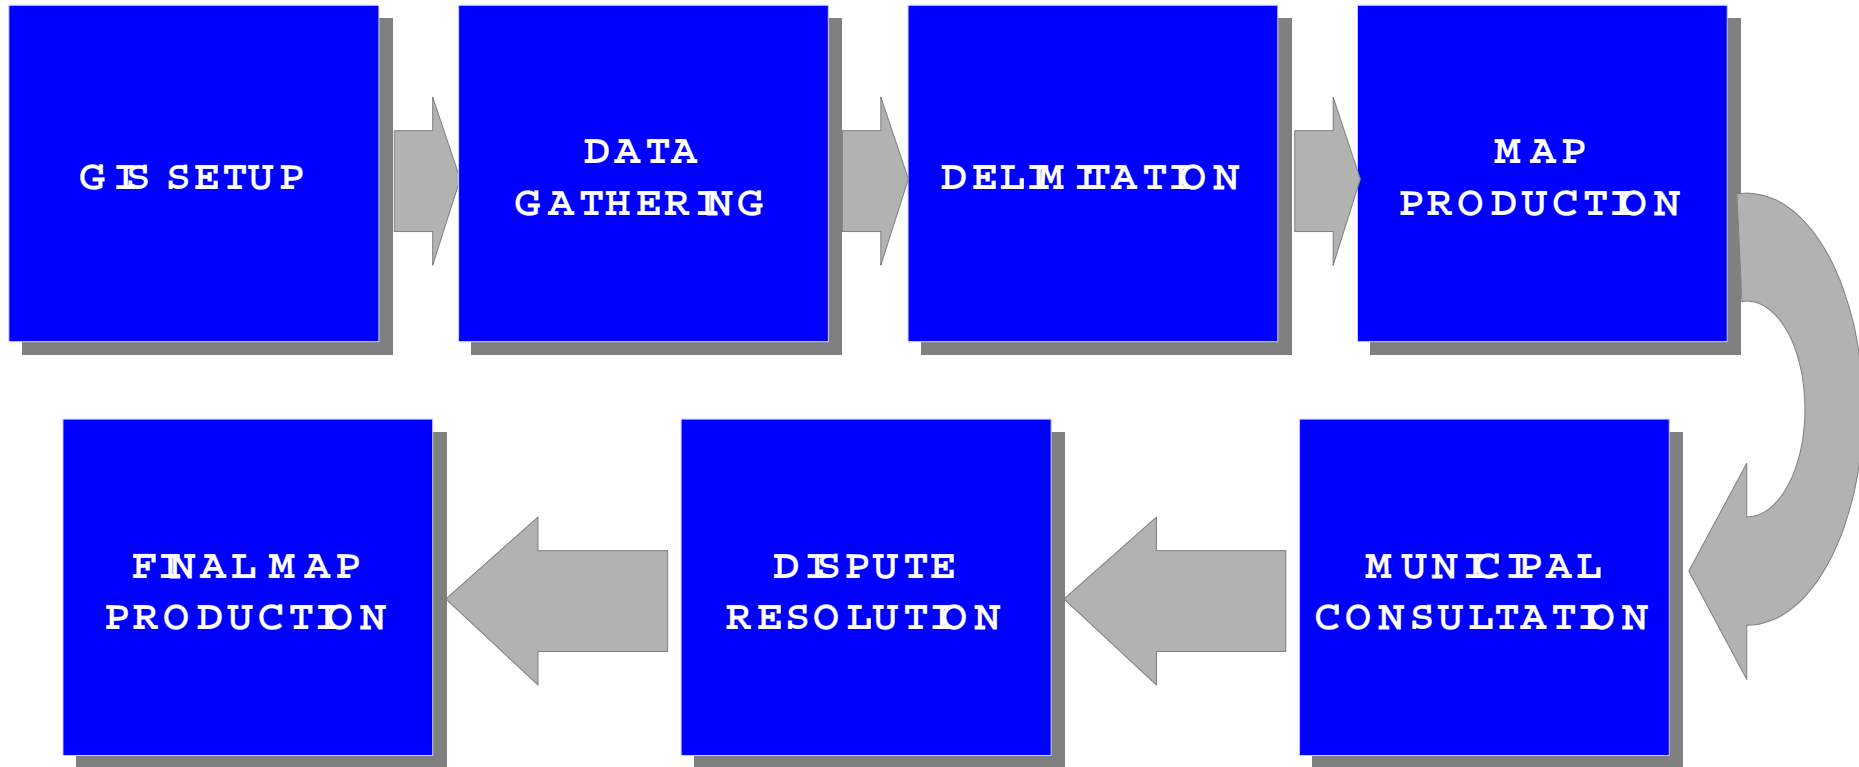 GIS SETUP
DATA
GATHERING
DELIMITATION
MAP
PRODUCTION
MUNICIPAL
CONSULTATION
DISPUTE
RESOLUTION
FINAL MAP
PRODUCTION